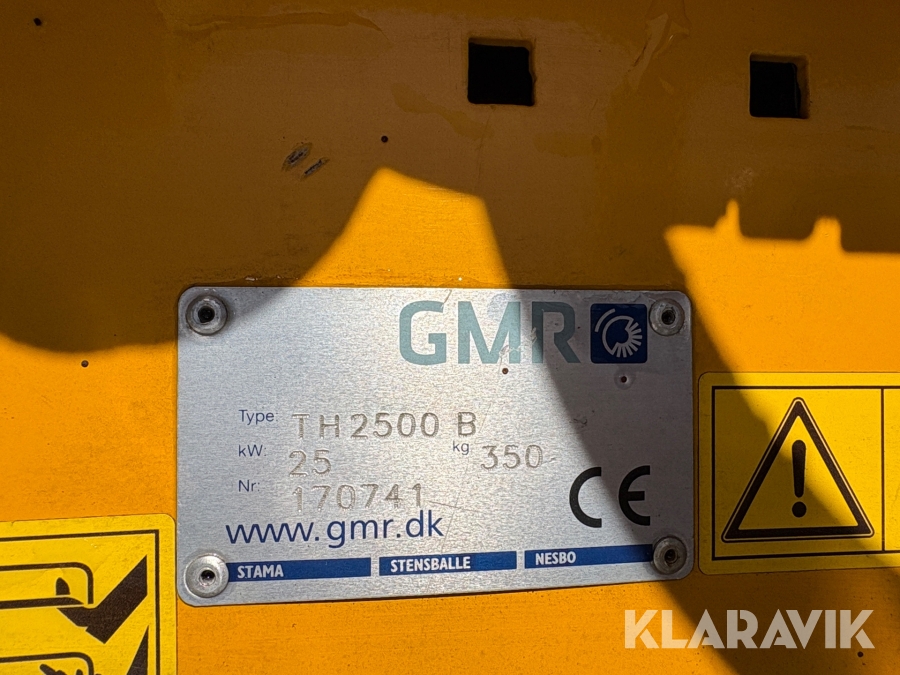 GMR
Type: TH2500 B
kW: 25 kg 350
Nr: 170741
www.gmr.dk
CE
STAMA STENSBALLE NESBO
KLARAVIK